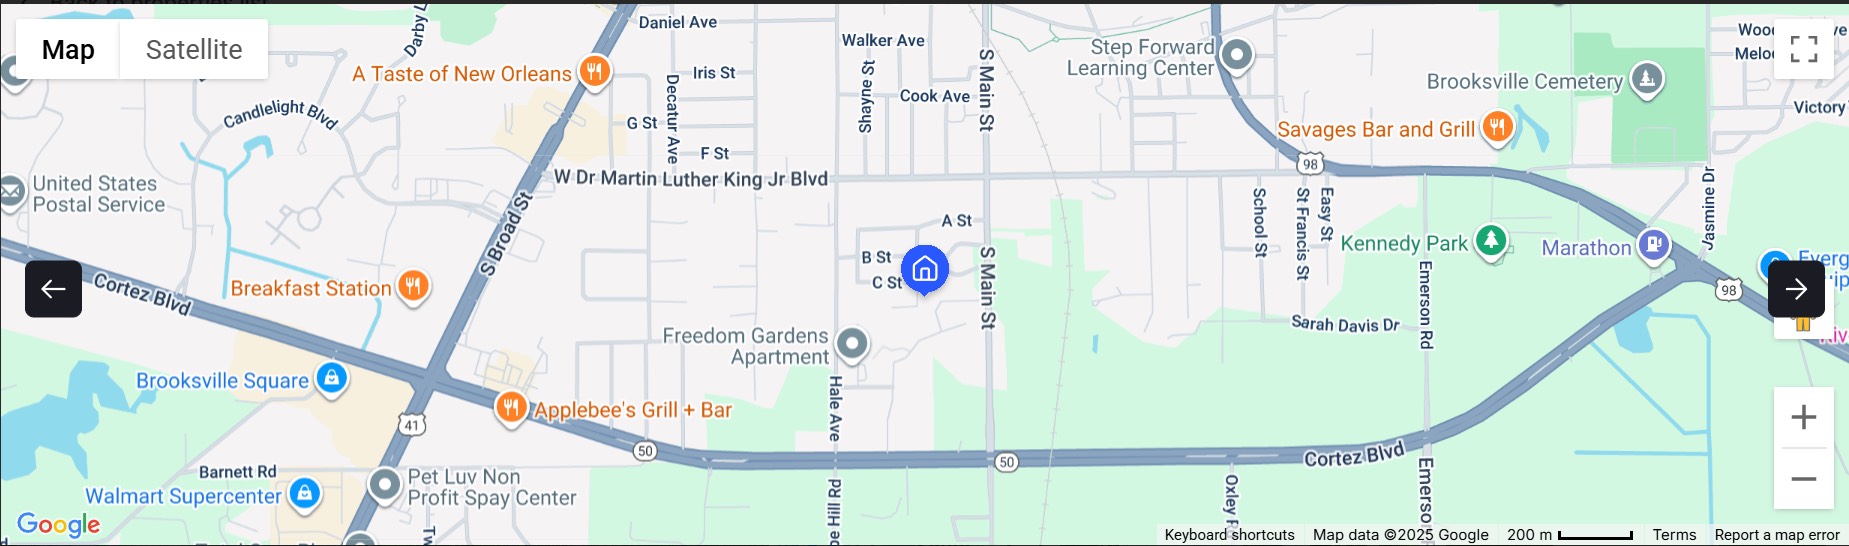 Map
Satellite
Darby L
Daniel Ave
Walker Ave
Step Forward
Learning Center
Brooksville Cemetery
Victory
Jasmine Dr
A Taste of New Orleans
Iris St
Decatur Ave
Shayne St
Cook Ave
S Main St
Candlelight Blvd
G St
F St
Savages Bar and Grill
98
United States
Postal Service
W Dr Martin Luther King Jr Blvd
School St
St Francis St
Easy St
A St
B St
C St
S Broad St
S Main St
Kennedy Park
Marathon
Everg
98
Emerson Rd
Cortez Blvd
Breakfast Station
Sarah Davis Dr
Freedom Gardens
Apartment
Brooksville Square
Applebee's Grill + Bar
Hale Ave
41
50
50
Cortez Blvd
Barnett Rd
Pet Luv Non
Profit Spay Center
Walmart Supercenter
Oxley R
Emerson
Google
Tw
Keyboard shortcuts
Map data ©2025 Google
200 m
Terms
Report a map error